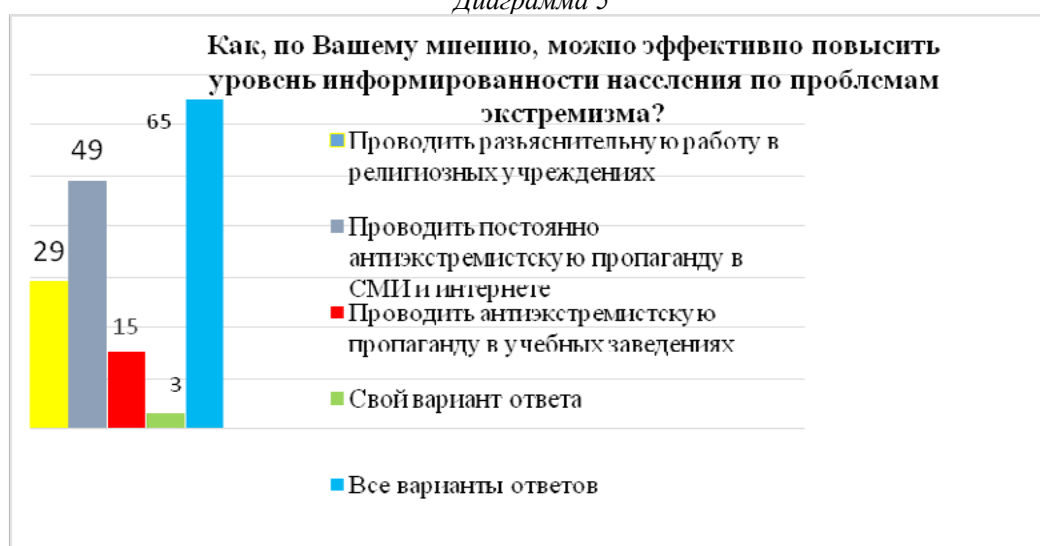 Диаграмма 5
Как, по Вашему мнению, можно эффективно повысить
уровень информированности населения по проблемам
экстремизма?
65
49
29
15
3
Проводить разьяснительную работу в
религиозных учреждениях
Проводить постоянно
антиэкстремистскую пропаганду в
СМИ и интернете
Проводить антиэкстремистскую
пропаганду в учебных заведениях
Свой вариант ответа
Все варианты ответов